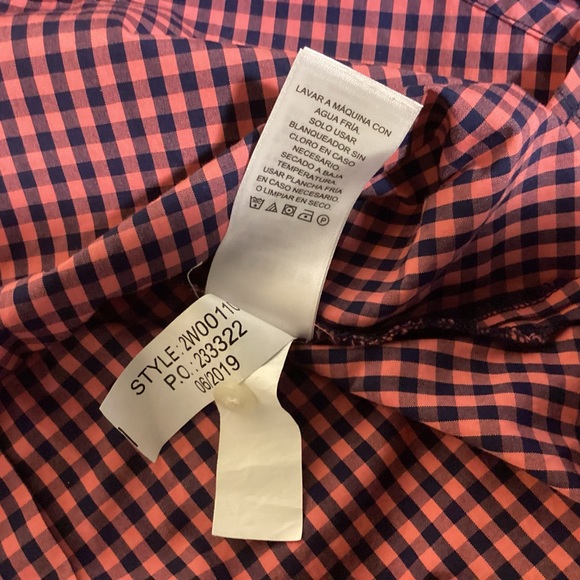 LAVAR A MÁQUINA CON
AGUA FRÍA.
SOLO USAR
BLANQUEADOR SIN
CLORO EN CASO
NECESARIO.
SECADO A BAJA
TEMPERATURA.
USAR PLANCHA FRÍA
EN CASO NECESARIO.
O LIMPIAR EN SECO.
P
STYLE: 2W0011
P.O.: 233322
06/2019